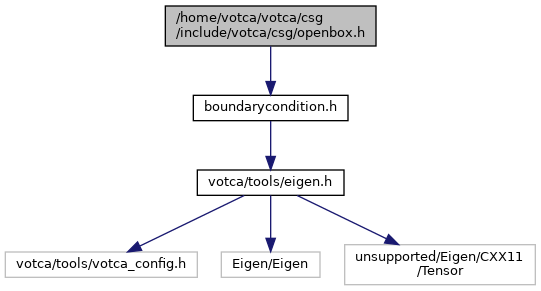 /home/votca/votca/csg
/include/votca/csg/openbox.h
boundarycondition.h
votca/tools/eigen.h
votca/tools/votca_config.h
Eigen/Eigen
unsupported/Eigen/CXX11
/Tensor